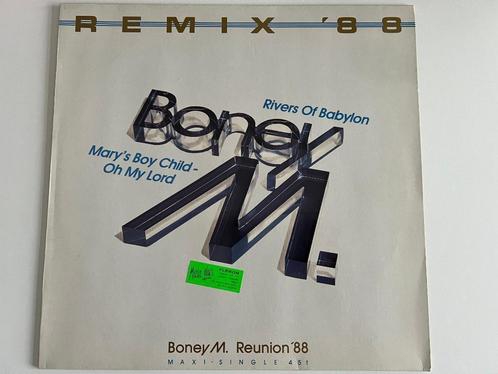 REMIX '88
Boney M.
Rivers Of Babylon
Mary's Boy Child -
Oh My Lord
Boney M. Reunion '88
MAXI-SINGLE 45!